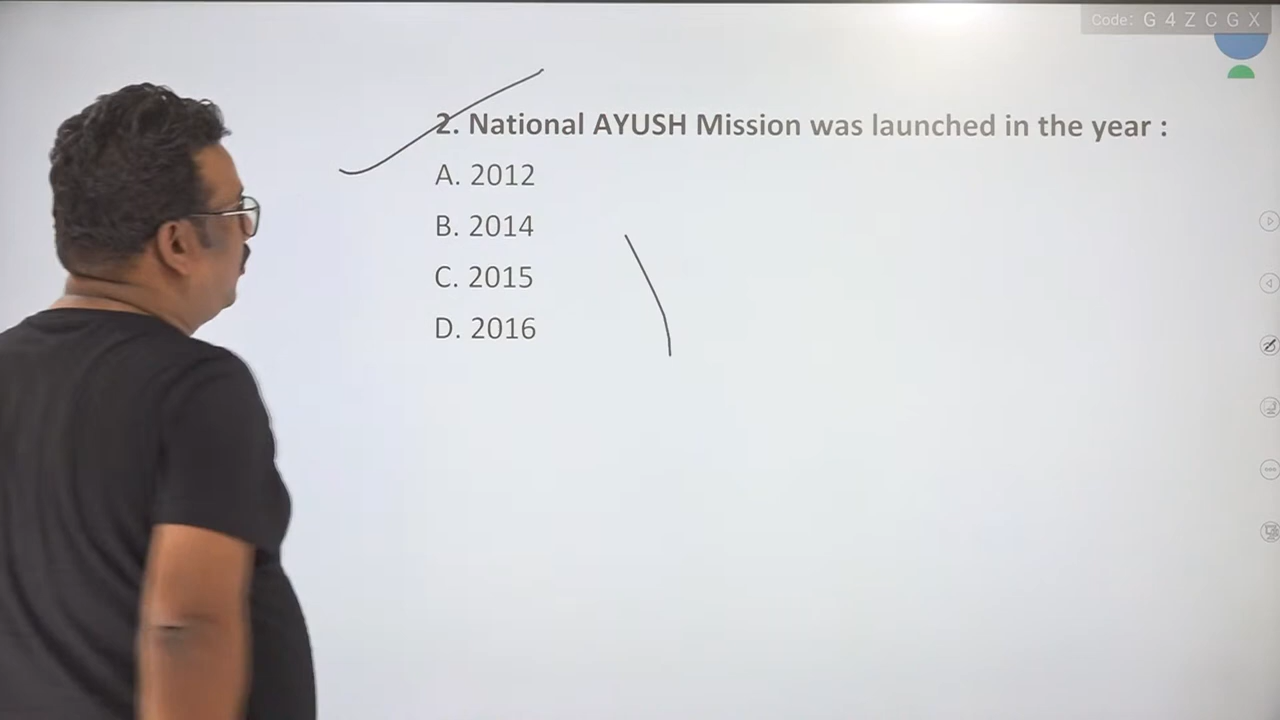 Code: G 4 Z C G X
2. National AYUSH Mission was launched in the year :
A. 2012
B. 2014
C. 2015
D. 2016